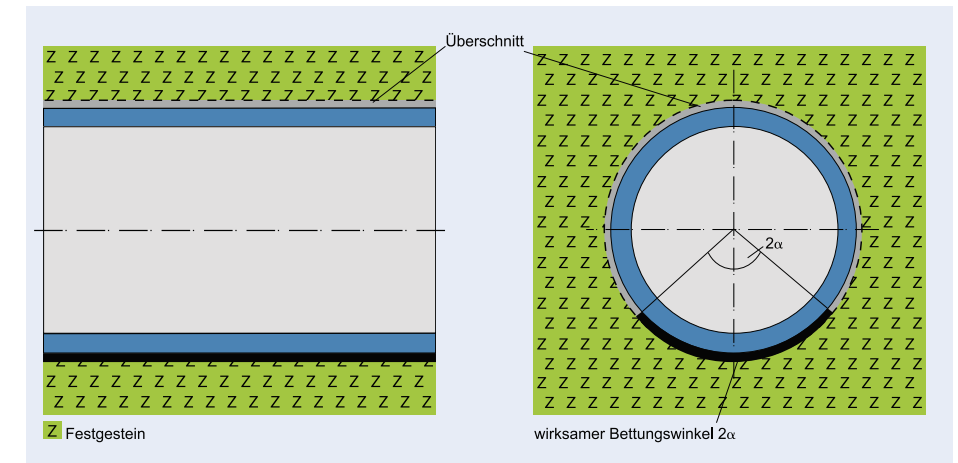 Überschnitt
2α
Z Festgestein
wirksamer Bettungswinkel 2α